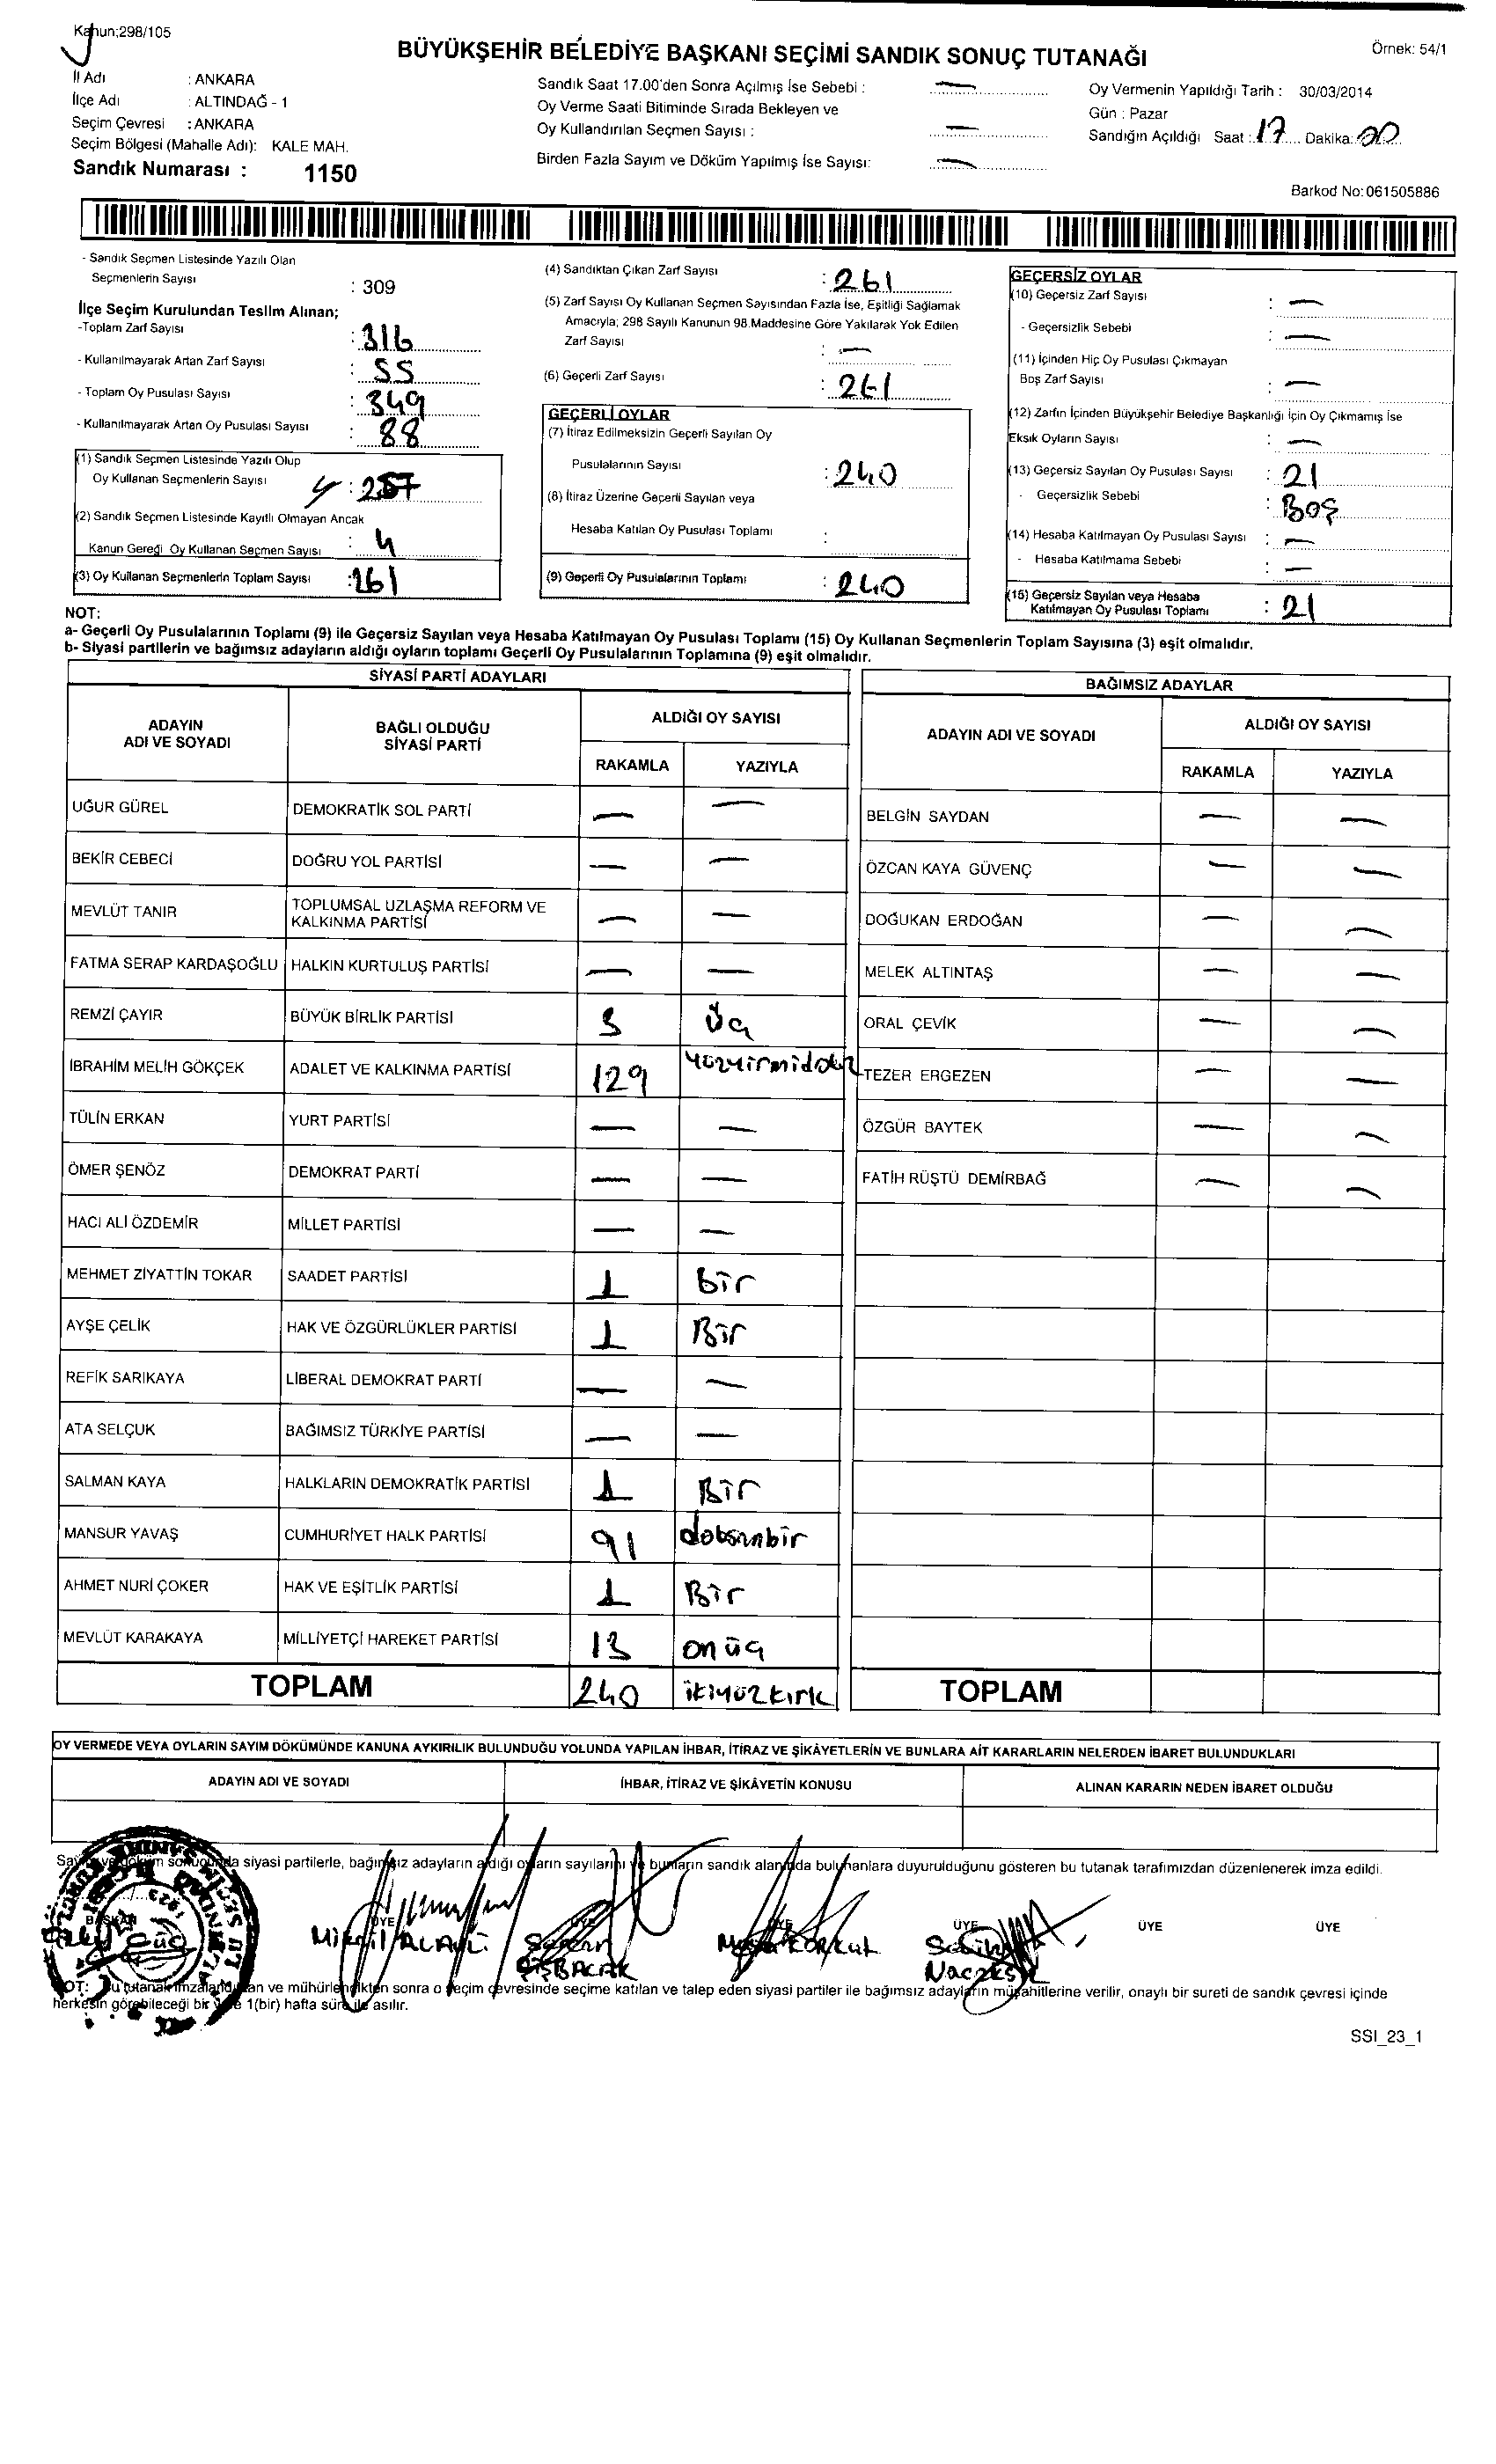 Kanun;298/105
BÜYÜKŞEHİR BELEDİYE BAŞKANI SEÇİMİ SANDIK SONUÇ TUTANAĞI
Örnek: 54/1
İl Adı : ANKARA
İlçe Adı : ALTINDAĞ - 1
Seçim Çevresi : ANKARA
Seçim Bölgesi (Mahalle Adı): KALE MAH.
Sandık Numarası : 1150
Sandık Saat 17.00'den Sonra Açılmış İse Sebebi : —
Oy Verme Saati Bitiminde Sırada Bekleyen ve
Oy Kullandırılan Seçmen Sayısı : —
Birden Fazla Sayım ve Döküm Yapılmış İse Sayısı: —
Oy Vermenin Yapıldığı Tarih : 30/03/2014
Gün : Pazar
Sandığın Açıldığı Saat : 17 Dakika: 00
Barkod No:061505886
- Sandık Seçmen Listesinde Yazılı Olan
Seçmenlerin Sayısı : 309
İlçe Seçim Kurulundan Teslim Alınan;
-Toplam Zarf Sayısı : 316
- Kullanılmayarak Artan Zarf Sayısı : 55
- Toplam Oy Pusulası Sayısı : 349
- Kullanılmayarak Artan Oy Pusulası Sayısı : 88
(1) Sandık Seçmen Listesinde Yazılı Olup
Oy Kullanan Seçmenlerin Sayısı : 257
(2) Sandık Seçmen Listesinde Kayıtlı Olmayan Ancak
Kanun Gereği Oy Kullanan Seçmen Sayısı : 4
(3) Oy Kullanan Seçmenlerin Toplam Sayısı : 261
(4) Sandıktan Çıkan Zarf Sayısı : 261
(5) Zarf Sayısı Oy Kullanan Seçmen Sayısından Fazla İse, Eşitliği Sağlamak
Amacıyla; 298 Sayılı Kanunun 98.Maddesine Göre Yakılarak Yok Edilen
Zarf Sayısı : —
(6) Geçerli Zarf Sayısı : 261
GEÇERLİ OYLAR
(7) İtiraz Edilmeksizin Geçerli Sayılan Oy
Pusulalarının Sayısı : 240
(8) İtiraz Üzerine Geçerli Sayılan veya
Hesaba Katılan Oy Pusulası Toplamı :
(9) Geçerli Oy Pusulalarının Toplamı : 240
GEÇERSİZ OYLAR
(10) Geçersiz Zarf Sayısı : —
- Geçersizlik Sebebi : —
(11) İçinden Hiç Oy Pusulası Çıkmayan
Boş Zarf Sayısı : —
(12) Zarfın İçinden Büyükşehir Belediye Başkanlığı İçin Oy Çıkmamış İse
Eksik Oyların Sayısı : —
(13) Geçersiz Sayılan Oy Pusulası Sayısı : 21
- Geçersizlik Sebebi : Boş
(14) Hesaba Katılmayan Oy Pusulası Sayısı : —
- Hesaba Katılmama Sebebi : —
(15) Geçersiz Sayılan veya Hesaba
Katılmayan Oy Pusulası Toplamı : 21
NOT:
a- Geçerli Oy Pusulalarının Toplamı (9) ile Geçersiz Sayılan veya Hesaba Katılmayan Oy Pusulası Toplamı (15) Oy Kullanan Seçmenlerin Toplam Sayısına (3) eşit olmalıdır.
b- Siyasi partilerin ve bağımsız adayların aldığı oyların toplamı Geçerli Oy Pusulalarının Toplamına (9) eşit olmalıdır.
SİYASİ PARTİ ADAYLARI
ADAYIN ADI VE SOYADI
BAĞLI OLDUĞU SİYASİ PARTİ
ALDIĞI OY SAYISI
RAKAMLA YAZIYLA
UĞUR GÜREL DEMOKRATİK SOL PARTİ — —
BEKİR CEBECİ DOĞRU YOL PARTİSİ — —
MEVLÜT TANIR TOPLUMSAL UZLAŞMA REFORM VE
KALKINMA PARTİSİ — —
FATMA SERAP KARDAŞOĞLU HALKIN KURTULUŞ PARTİSİ — —
REMZİ ÇAYIR BÜYÜK BİRLİK PARTİSİ 3 Üç
İBRAHİM MELİH GÖKÇEK ADALET VE KALKINMA PARTİSİ 129 yüzyirmidokuz
TÜLİN ERKAN YURT PARTİSİ — —
ÖMER ŞENÖZ DEMOKRAT PARTİ — —
HACI ALİ ÖZDEMİR MİLLET PARTİSİ — —
MEHMET ZİYATTİN TOKAR SAADET PARTİSİ 1 bir
AYŞE ÇELİK HAK VE ÖZGÜRLÜKLER PARTİSİ 1 Bir
REFİK SARIKAYA LİBERAL DEMOKRAT PARTİ — —
ATA SELÇUK BAĞIMSIZ TÜRKİYE PARTİSİ — —
SALMAN KAYA HALKLARIN DEMOKRATİK PARTİSİ 1 Bir
MANSUR YAVAŞ CUMHURİYET HALK PARTİSİ 91 doksanbir
AHMET NURİ ÇOKER HAK VE EŞİTLİK PARTİSİ 1 Bir
MEVLÜT KARAKAYA MİLLİYETÇİ HAREKET PARTİSİ 13 onüç
TOPLAM 240 ikiyüzkırk
BAĞIMSIZ ADAYLAR
ADAYIN ADI VE SOYADI
ALDIĞI OY SAYISI
RAKAMLA YAZIYLA
BELGİN SAYDAN — —
ÖZCAN KAYA GÜVENÇ — —
DOĞUKAN ERDOĞAN — —
MELEK ALTINTAŞ — —
ORAL ÇEVİK — —
TEZER ERGEZEN — —
ÖZGÜR BAYTEK — —
FATİH RÜŞTÜ DEMİRBAĞ — —
TOPLAM
OY VERMEDE VEYA OYLARIN SAYIM DÖKÜMÜNDE KANUNA AYKIRILIK BULUNDUĞU YOLUNDA YAPILAN İHBAR, İTİRAZ VE ŞİKÂYETLERİN VE BUNLARA AİT KARARLARIN NELERDEN İBARET BULUNDUKLARI
ADAYIN ADI VE SOYADI İHBAR, İTİRAZ VE ŞİKÂYETİN KONUSU ALINAN KARARIN NEDEN İBARET OLDUĞU
Sayım ve döküm sonucunda siyasi partilerle, bağımsız adayların aldığı oyların sayılarını ve bunların sandık alanında bulunanlara duyurulduğunu gösteren bu tutanak tarafımızdan düzenlenerek imza edildi.
BAŞKAN ÜYE ÜYE ÜYE ÜYE ÜYE ÜYE
NOT: Bu tutanak imzalandıktan ve mühürlendikten sonra o seçim çevresinde seçime katılan ve talep eden siyasi partiler ile bağımsız adayların müşahitlerine verilir, onaylı bir sureti de sandık çevresi içinde
herkesin görebileceği bir yere 1(bir) hafta süre ile asılır.
SSI_23_1